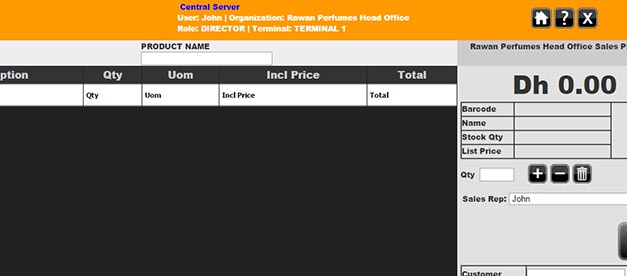 Central Server
User: John | Organization: Rawan Perfumes Head Office
Role: DIRECTOR | Terminal: TERMINAL 1
? X
PRODUCT NAME
Rawan Perfumes Head Office Sales P
ption Qty Uom Incl Price Total
Qty Uom Incl Price Total
Dh 0.00
Barcode
Name
Stock Qty
List Price
Qty
Sales Rep: John
Customer